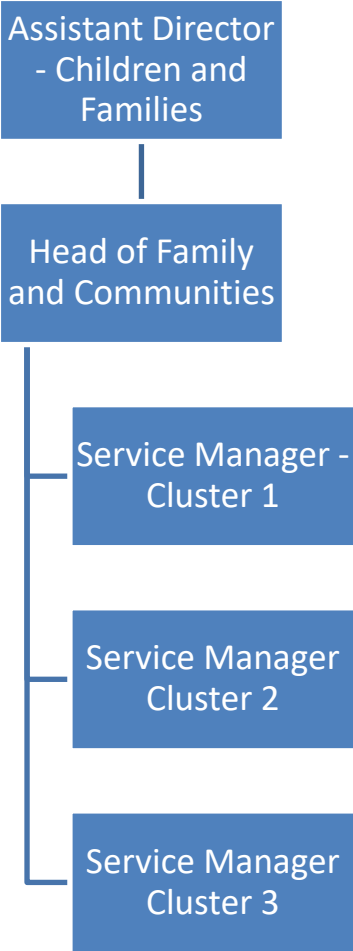 Assistant Director
- Children and
Families
Head of Family
and Communities
Service Manager -
Cluster 1
Service Manager
Cluster 2
Service Manager
Cluster 3